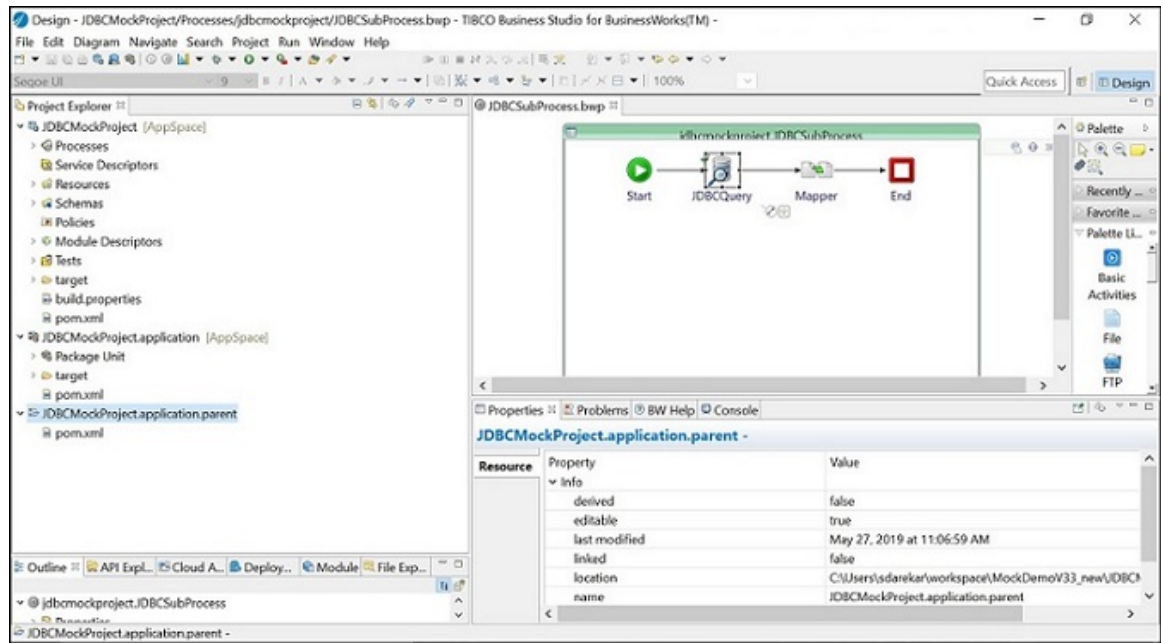 Design - JDBCMockProject/Processes/jdbcmockproject/JDBCSubProcess.bwp - TIBCO Business Studio for BusinessWorks(TM) -
File Edit Diagram Navigate Search Project Run Window Help
Segoe UI 9 100% Quick Access Design
Project Explorer
JDBCMockProject [AppSpace]
Processes
Service Descriptors
Resources
Schemas
Policies
Module Descriptors
Tests
target
build.properties
pom.xml
JDBCMockProject.application [AppSpace]
Package Unit
target
pom.xml
JDBCMockProject.application.parent
pom.xml
JDBCSubProcess.bwp
jdbcmockproject.JDBCSubProcess
Start
JDBCQuery
Mapper
End
Palette
Recently ...
Favorite ...
Palette Li...
Basic
Activities
File
FTP
Properties Problems BW Help Console
JDBCMockProject.application.parent -
Resource
Property Value
Info
derived false
editable true
last modified May 27, 2019 at 11:06:59 AM
linked false
location C:\Users\sdarekar\workspace\MockDemoV33_new\JDBCM
name JDBCMockProject.application.parent
Outline API Expl... Cloud A... Deploy... Module File Exp...
jdbcmockproject.JDBCSubProcess
Properties
JDBCMockProject.application.parent -